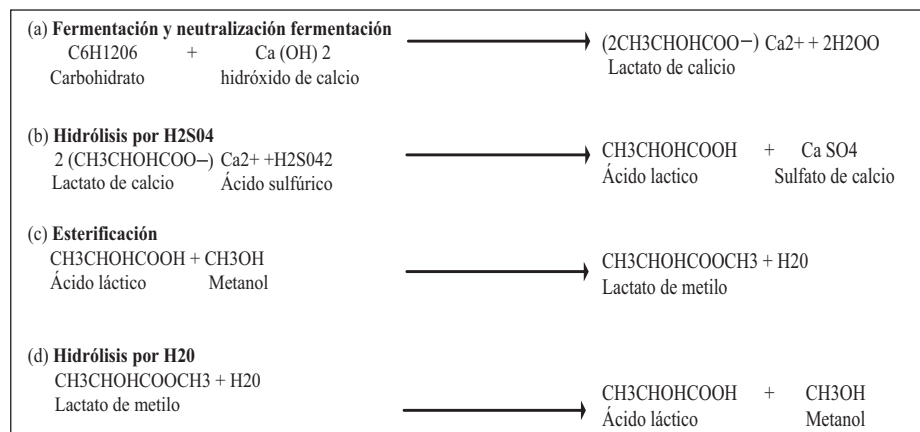 (a) Fermentación y neutralización fermentación
C6H1206 + Ca (OH) 2
(2CH3CHOHCOO−) Ca2+ + 2H2OO
Carbohidrato hidróxido de calcio
Lactato de calicio
(b) Hidrólisis por H2S04
2 (CH3CHOHCOO−) Ca2+ +H2S042
CH3CHOHCOOH + Ca SO4
Lactato de calcio Ácido sulfúrico
Ácido lactico Sulfato de calcio
(c) Esterificación
CH3CHOHCOOH + CH3OH
CH3CHOHCOOCH3 + H20
Ácido láctico Metanol
Lactato de metilo
(d) Hidrólisis por H20
CH3CHOHCOOCH3 + H20
CH3CHOHCOOH + CH3OH
Lactato de metilo
Ácido láctico Metanol